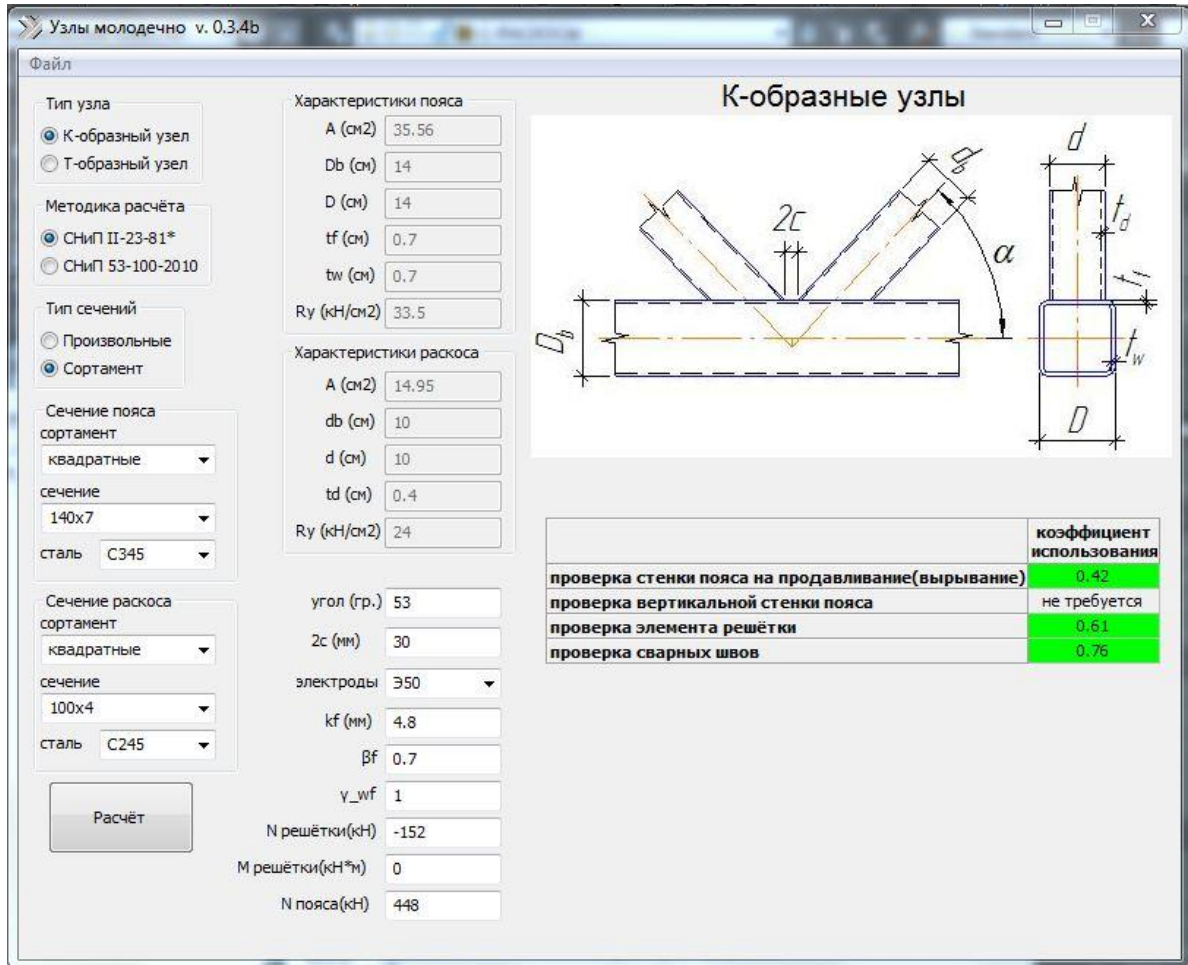 Узлы молодечно v. 0.3.4b
Файл
Тип узла
К-образный узел
Т-образный узел
Методика расчёта
СНиП II-23-81*
СНиП 53-100-2010
Тип сечений
Произвольные
Сортамент
Сечение пояса
сортамент
квадратные
сечение
140x7
сталь C345
Сечение раскоса
сортамент
квадратные
сечение
100x4
сталь C245
Расчёт
Характеристики пояса
A (см2) 35.56
Db (см) 14
D (см) 14
tf (см) 0.7
tw (см) 0.7
Ry (кН/см2) 33.5
Характеристики раскоса
A (см2) 14.95
db (см) 10
d (см) 10
td (см) 0.4
Ry (кН/см2) 24
угол (гр.) 53
2c (мм) 30
электроды Э50
kf (мм) 4.8
βf 0.7
γ_wf 1
N решётки(кН) -152
M решётки(кН*м) 0
N пояса(кН) 448
К-образные узлы
2c
db
α
Db
d
td
tf
tw
D
коэффициент
использования
проверка стенки пояса на продавливание(вырывание) 0.42
проверка вертикальной стенки пояса не требуется
проверка элемента решётки 0.61
проверка сварных швов 0.76